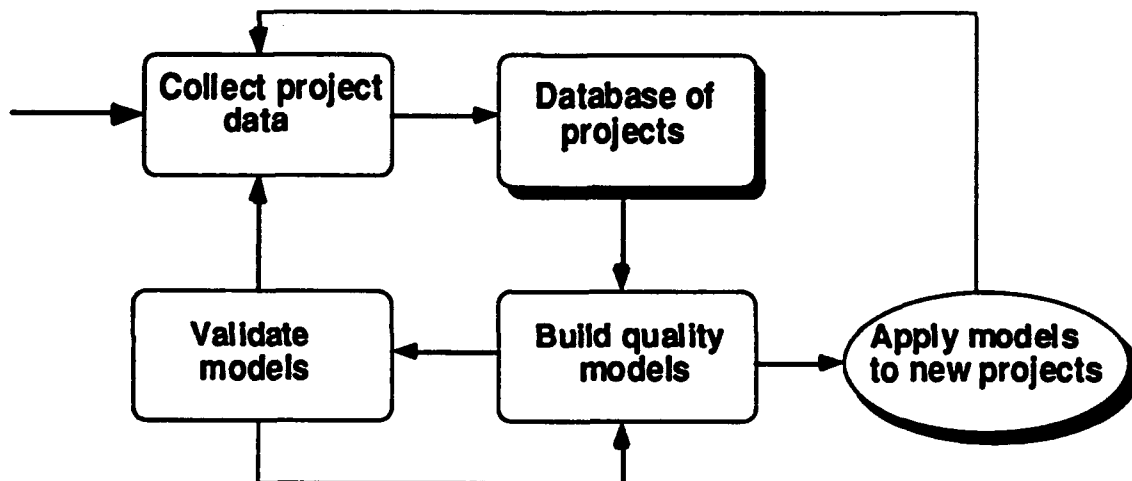 Collect project
data
Database of
projects
Validate
models
Build quality
models
Apply models
to new projects